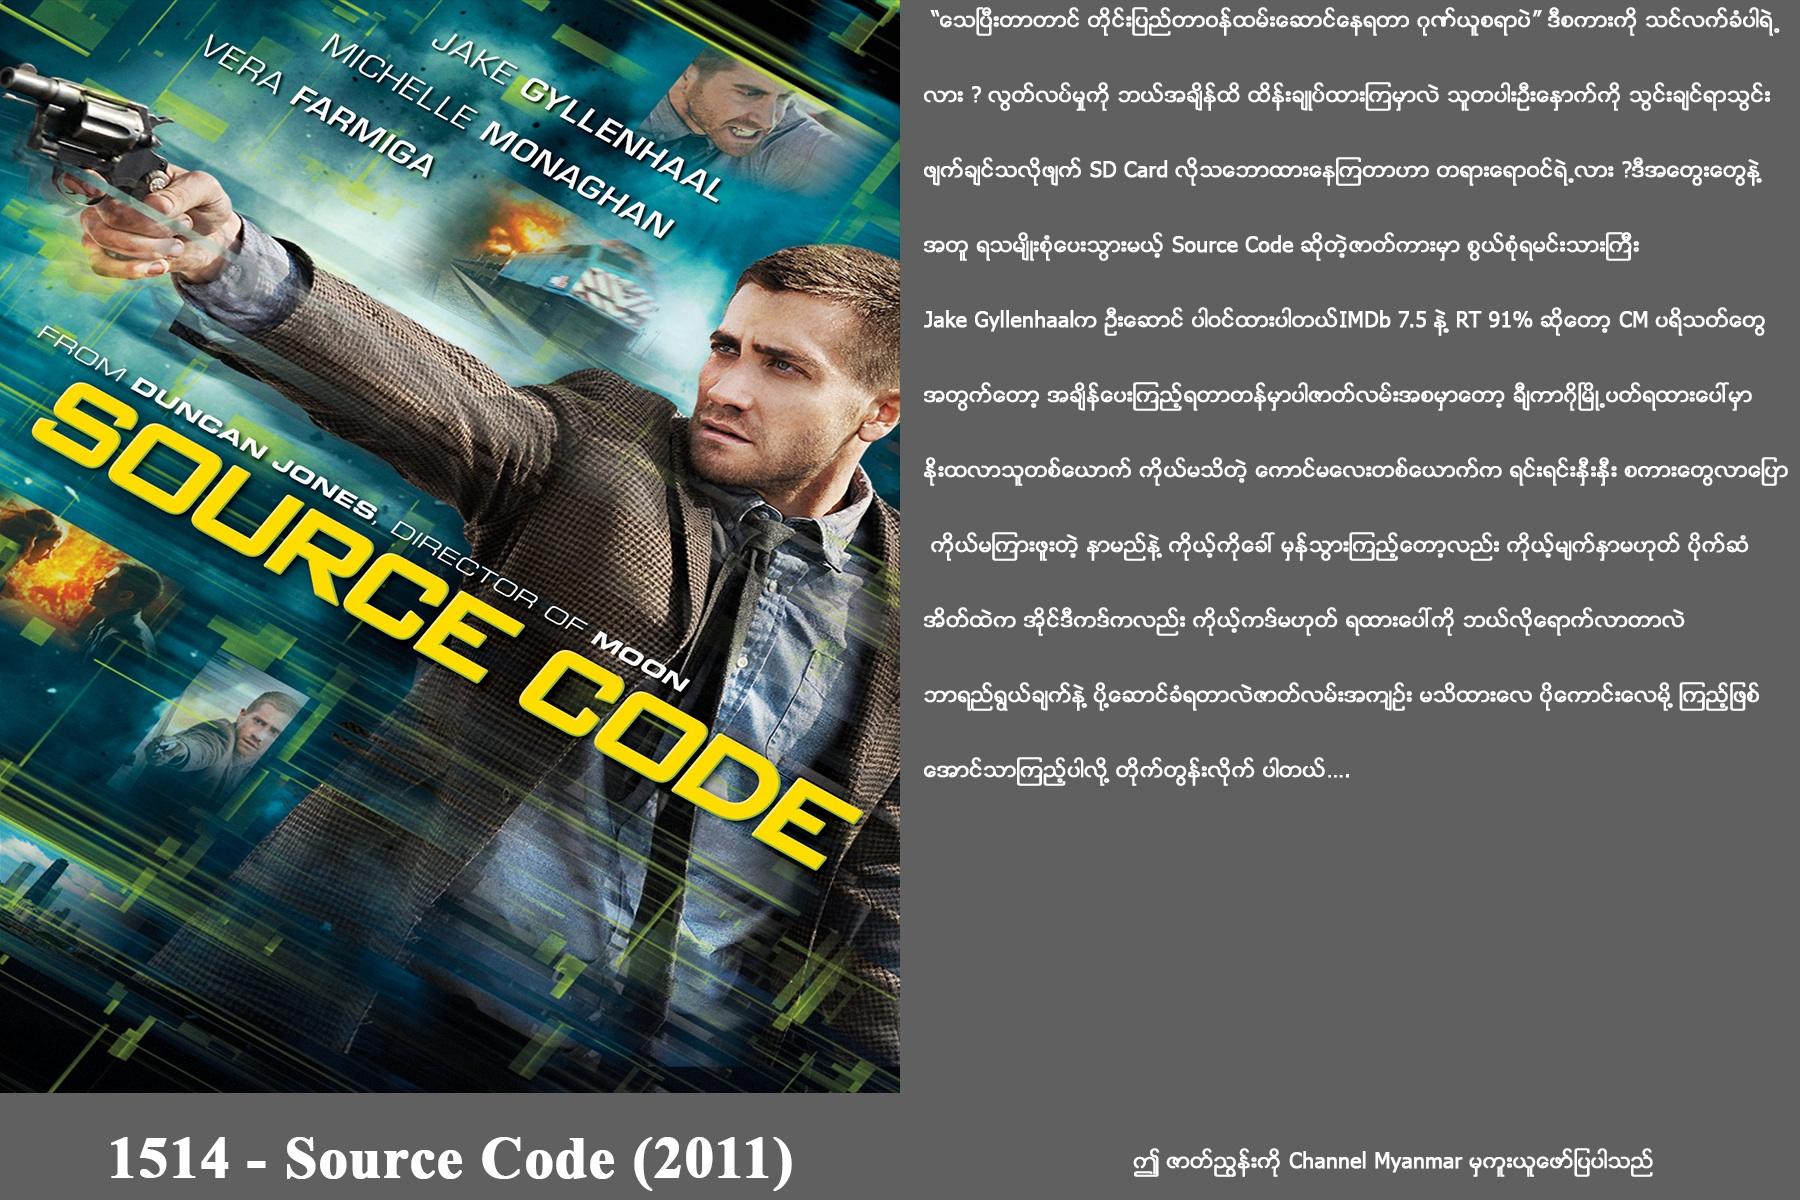 JAKE GYLLENHAAL
MICHELLE MONAGHAN
VERA FARMIGA
FROM DUNCAN JONES, DIRECTOR OF MOON
SOURCE CODE
1514 - Source Code (2011)
“သေပြီးတာတာင် တိုင်းပြည်တာဝန်ထမ်းဆောင်နေရတာ ဂုဏ်ယူစရာပဲ” ဒီစကားကို သင်လက်ခံပါရဲ့
လား ? လွတ်လပ်မှုကို ဘယ်အချိန်ထိ ထိန်းချုပ်ထားကြမှာလဲ သူတပါးဦးနှောက်ကို သွင်းချင်ရာသွင်း
ဖျက်ချင်သလိုဖျက် SD Card လိုသဘောထားနေကြတာဟာ တရားရောဝင်ရဲ့လား ?ဒီအတွေးတွေနဲ့
အတူ ရသမျိုးစုံပေးသွားမယ့် Source Code ဆိုတဲ့ဇာတ်ကားမှာ စွယ်စုံရမင်းသားကြီး
Jake Gyllenhaalက ဦးဆောင် ပါဝင်ထားပါတယ်IMDb 7.5 နဲ့ RT 91% ဆိုတော့ CM ပရိသတ်တွေ
အတွက်တော့ အချိန်ပေးကြည့်ရတာတန်မှာပါဇာတ်လမ်းအစမှာတော့ ချီကာဂိုမြို့ပတ်ရထားပေါ်မှာ
နိုးထလာသူတစ်ယောက် ကိုယ်မသိတဲ့ ကောင်မလေးတစ်ယောက်က ရင်းရင်းနှီးနှီး စကားတွေလာပြော
ကိုယ်မကြားဖူးတဲ့ နာမည်နဲ့ ကိုယ့်ကိုခေါ် မှန်သွားကြည့်တော့လည်း ကိုယ့်မျက်နှာမဟုတ် ပိုက်ဆံ
အိတ်ထဲက အိုင်ဒီကဒ်ကလည်း ကိုယ့်ကဒ်မဟုတ် ရထားပေါ်ကို ဘယ်လိုရောက်လာတာလဲ
ဘာရည်ရွယ်ချက်နဲ့ ပို့ဆောင်ခံရတာလဲဇာတ်လမ်းအကျဉ်း မသိထားလေ ပိုကောင်းလေမို့ ကြည့်ဖြစ်
အောင်သာကြည့်ပါလို့ တိုက်တွန်းလိုက် ပါတယ်....
ဤ ဇာတ်ညွှန်းကို Channel Myanmar မှကူးယူဖော်ပြပါသည်